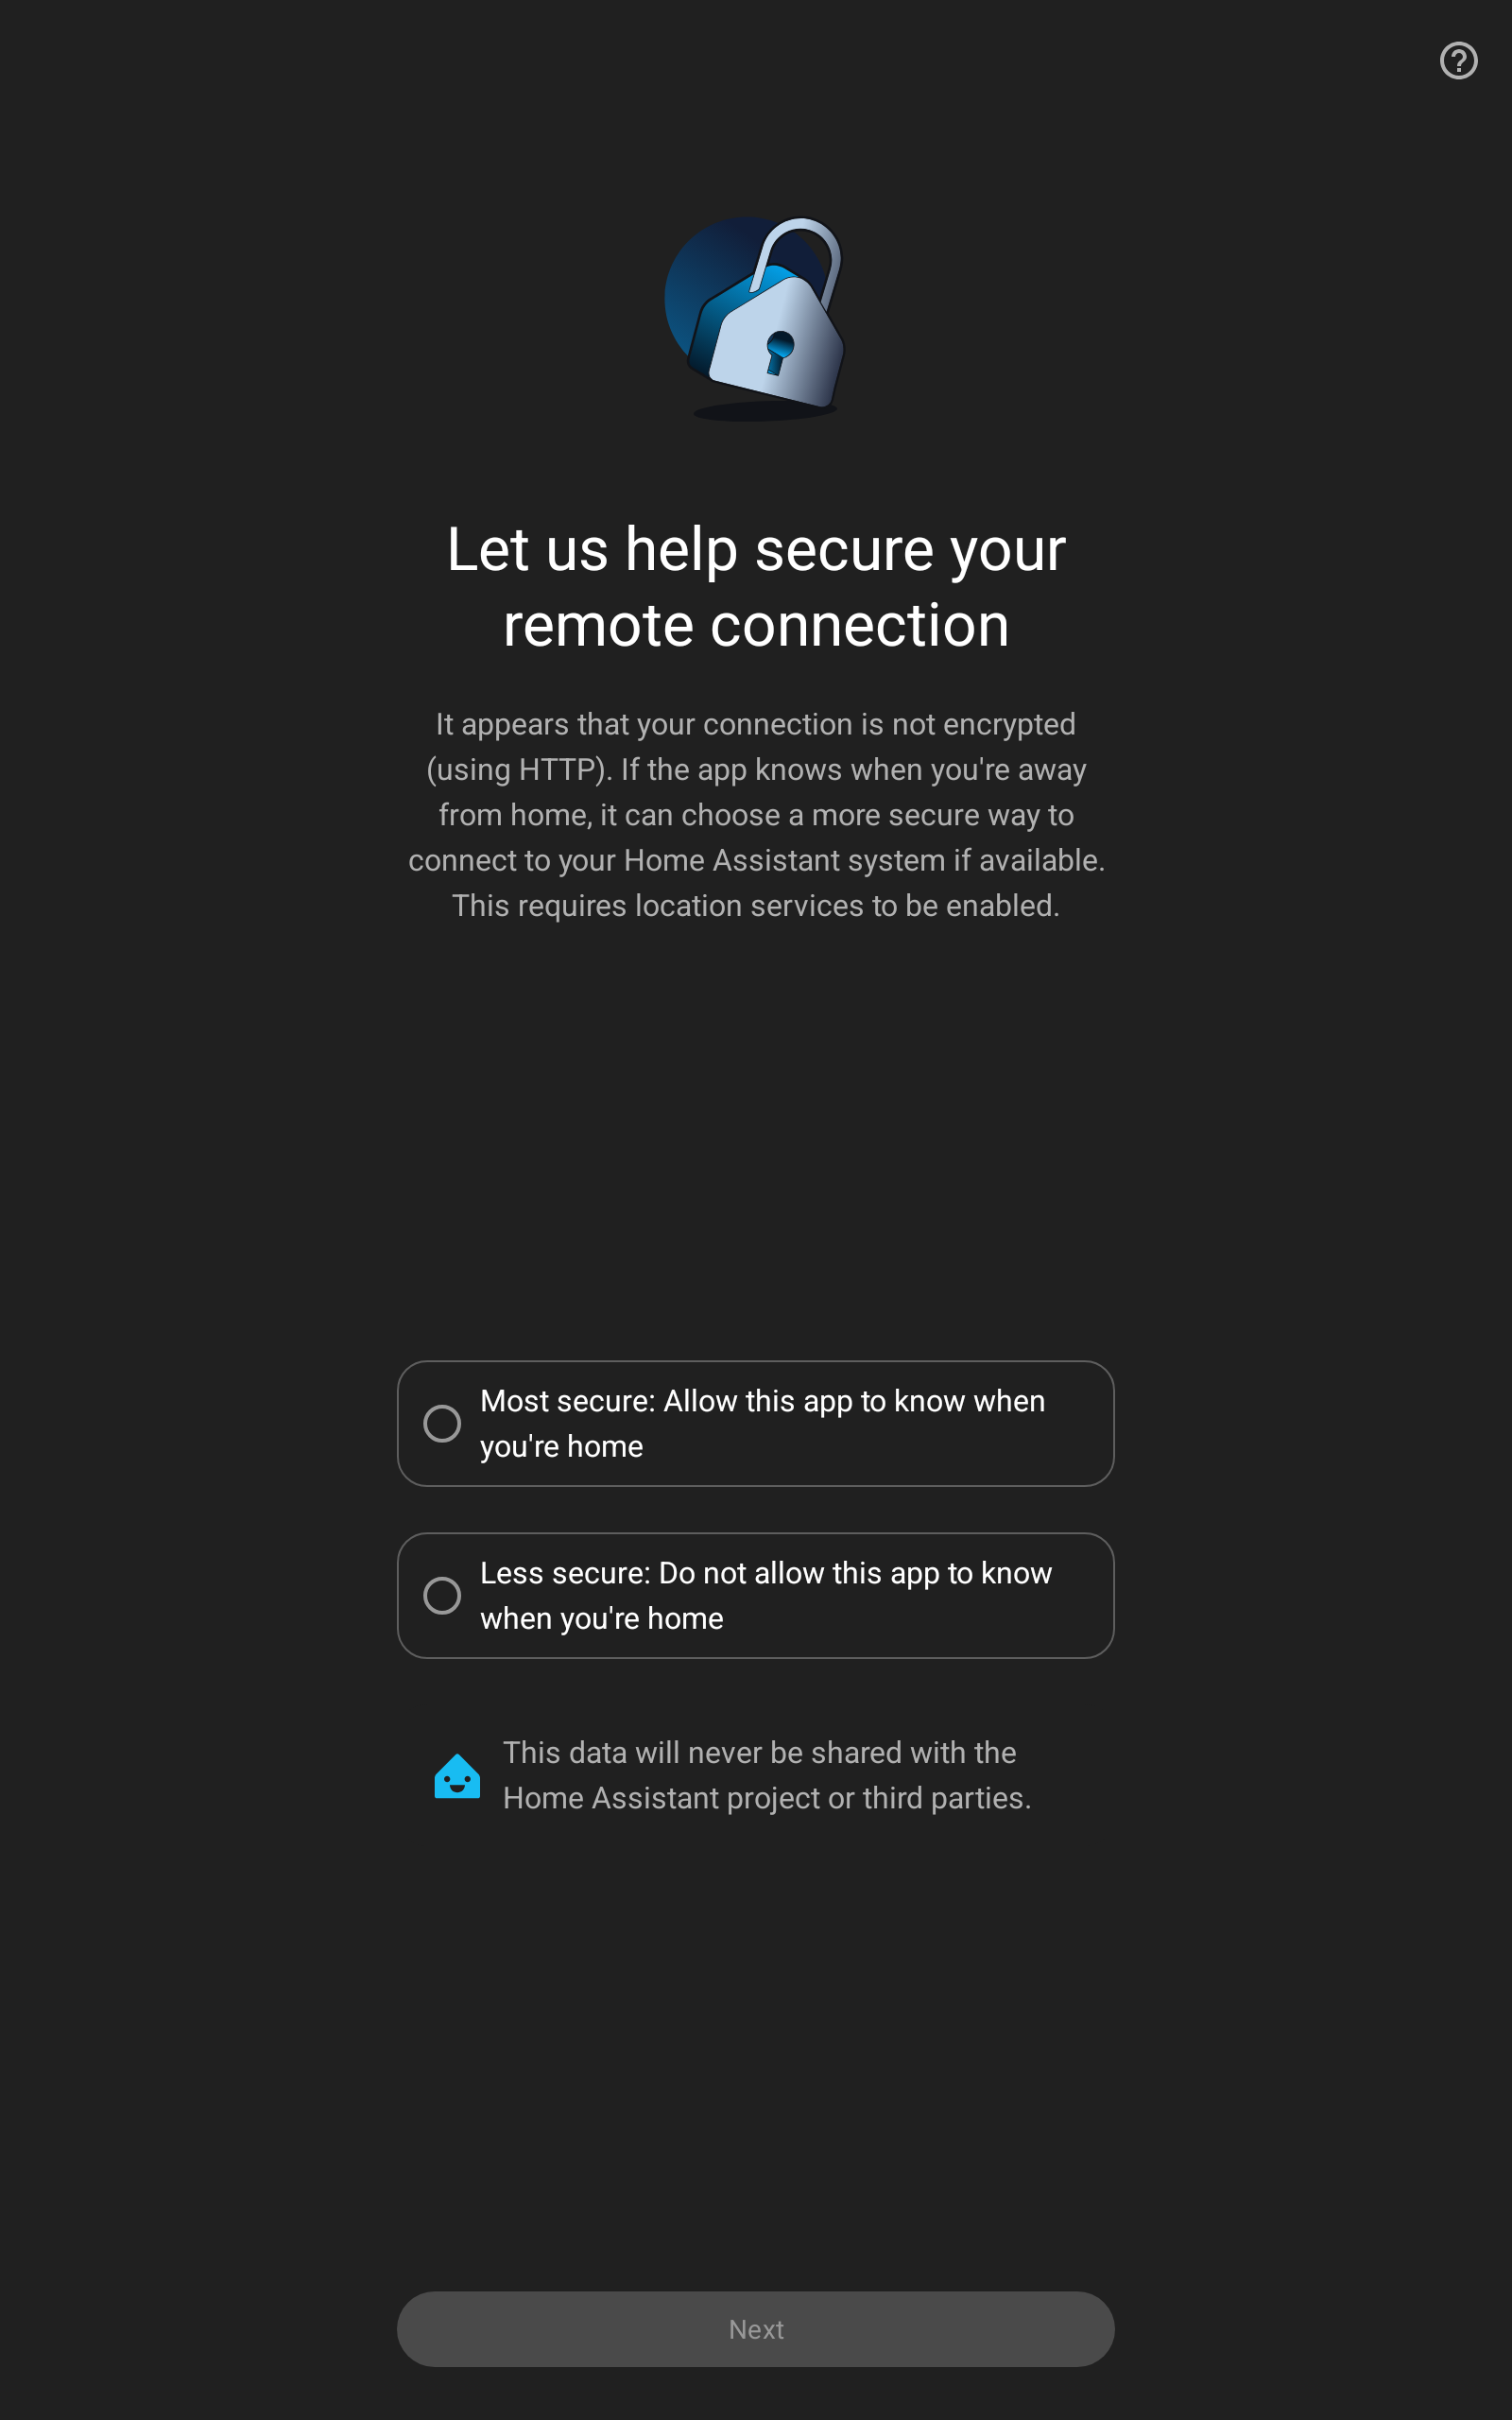 Let us help secure your
remote connection
It appears that your connection is not encrypted
(using HTTP). If the app knows when you're away
from home, it can choose a more secure way to
connect to your Home Assistant system if available.
This requires location services to be enabled.
Most secure: Allow this app to know when
you're home
Less secure: Do not allow this app to know
when you're home
This data will never be shared with the
Home Assistant project or third parties.
Next